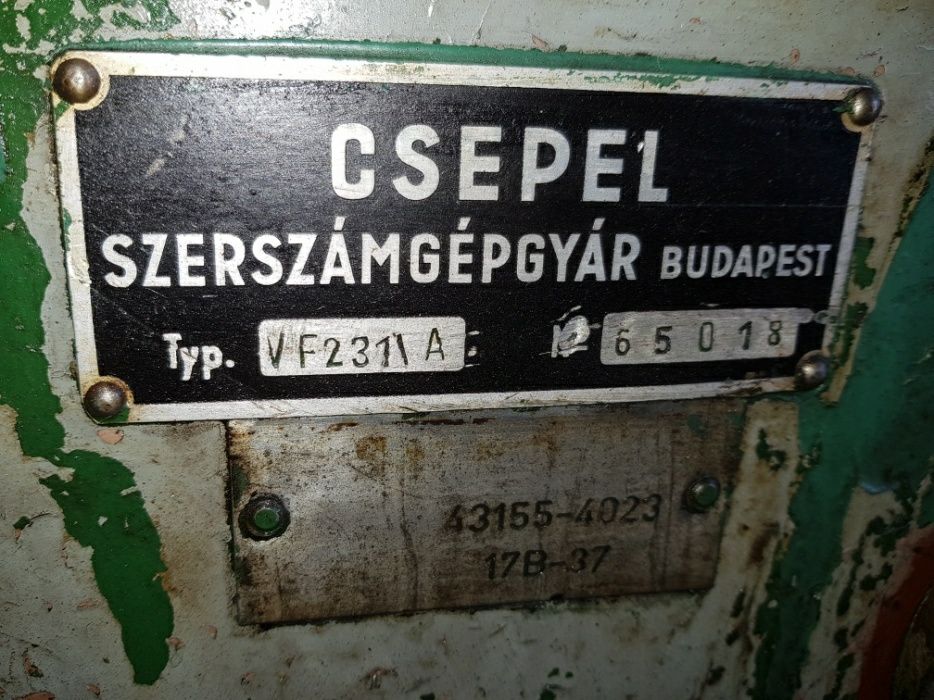 CSEPEL
SZERSZÁMGÉPGYÁR BUDAPEST
Typ. VF231\A 65018
43155-4023
17B-37